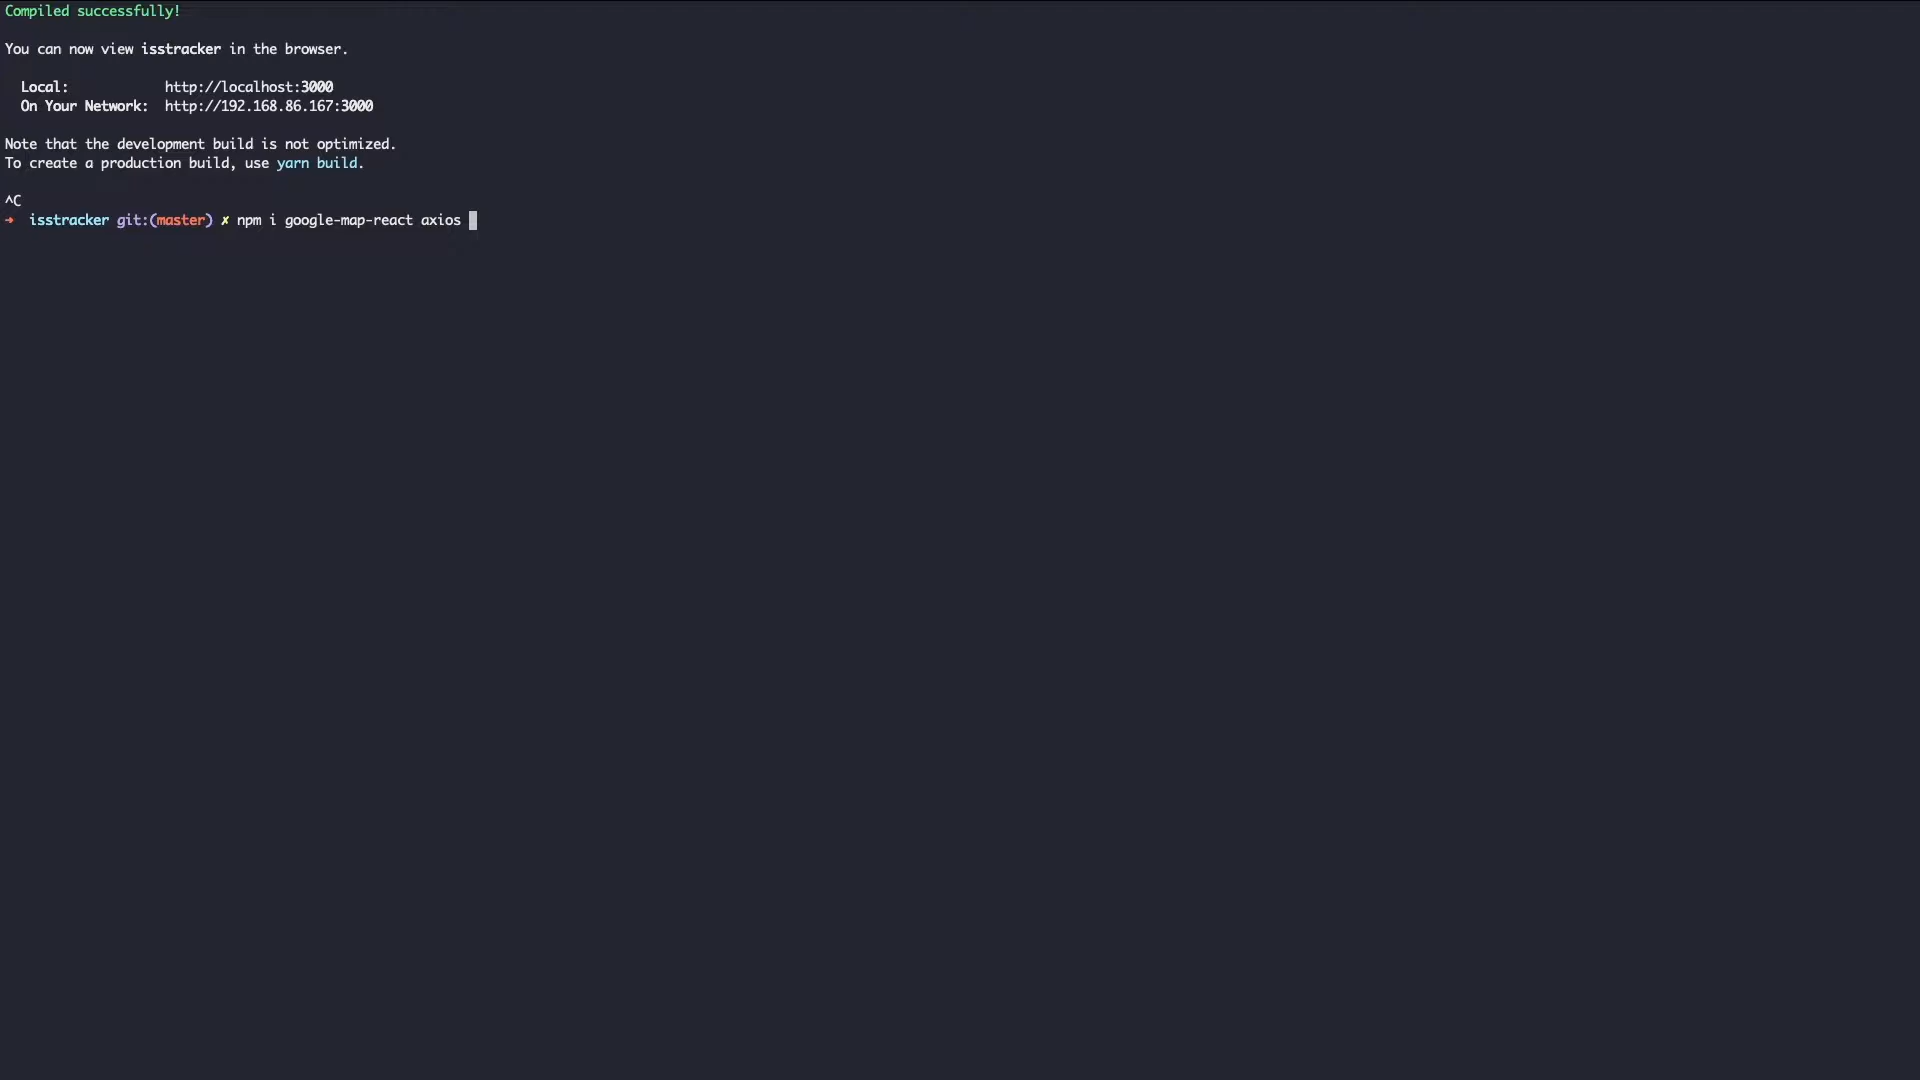 Compiled successfully!
You can now view isstracker in the browser.
Local: http://localhost:3000
On Your Network: http://192.168.86.167:3000
Note that the development build is not optimized.
To create a production build, use yarn build.
^C
➜ isstracker git:(master) ✗ npm i google-map-react axios